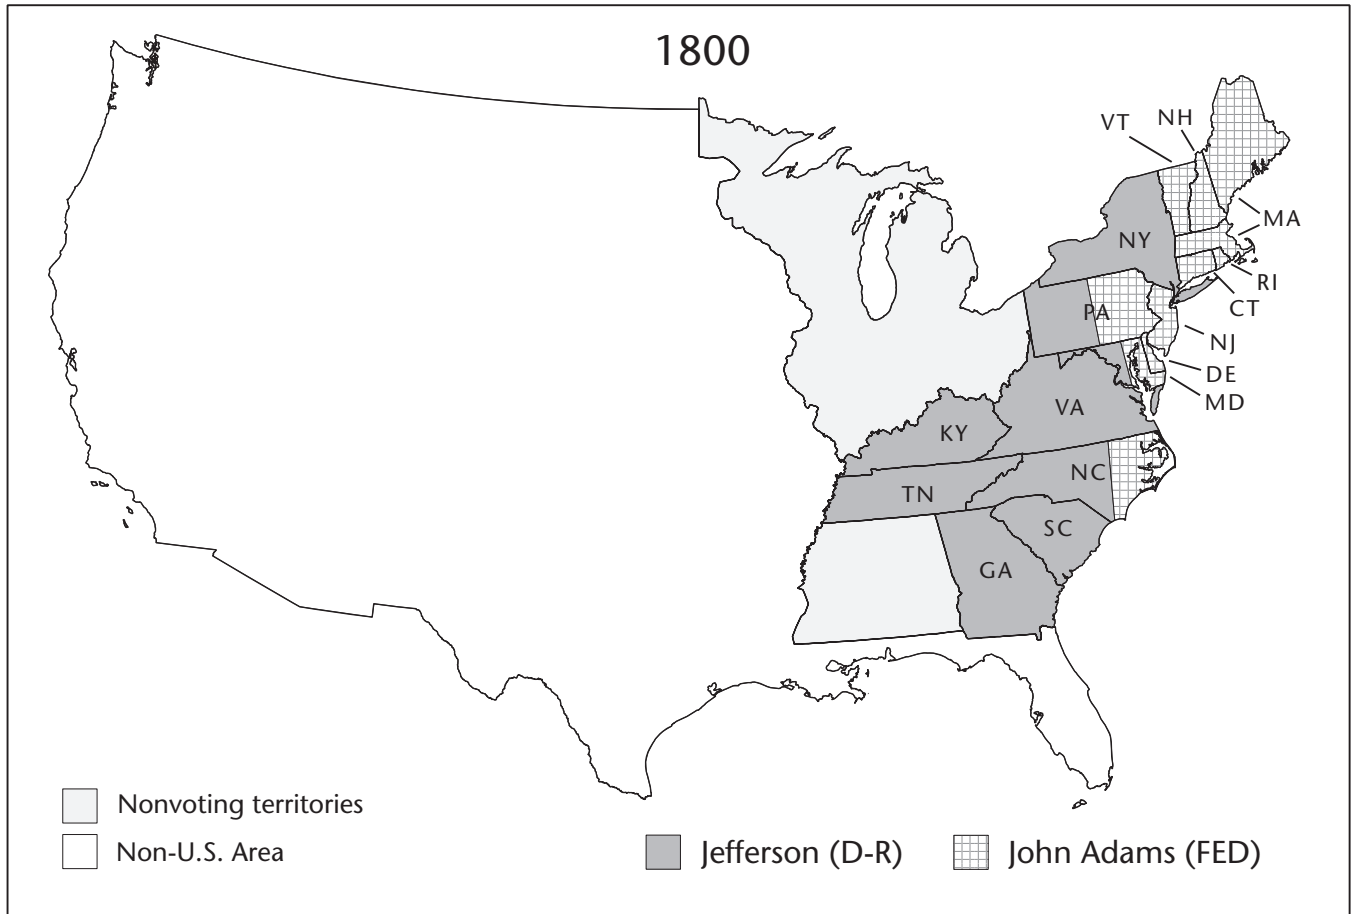 1800
VT
NH
MA
NY
RI
CT
PA
NJ
DE
MD
VA
KY
NC
TN
SC
GA
Nonvoting territories
Non-U.S. Area
Jefferson (D-R)
John Adams (FED)